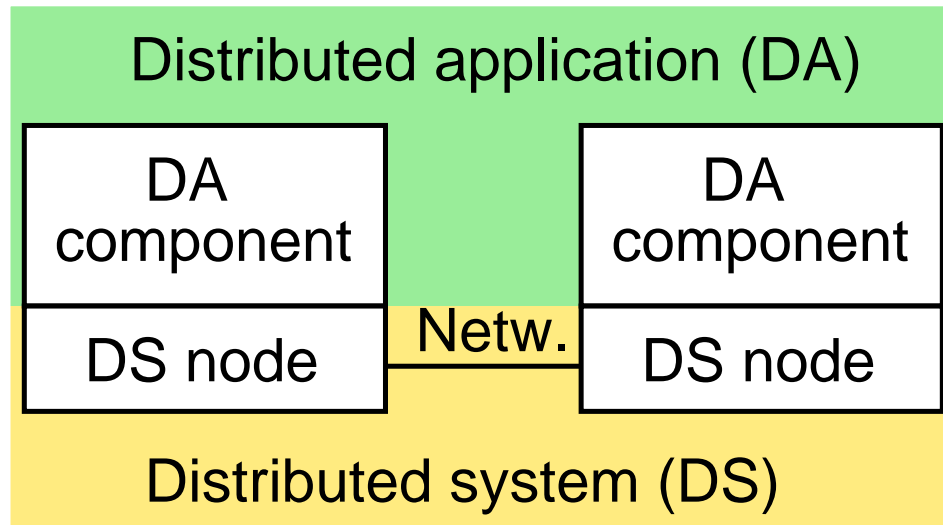 Distributed application (DA)
DA
component
DA
component
DS node
Netw.
DS node
Distributed system (DS)